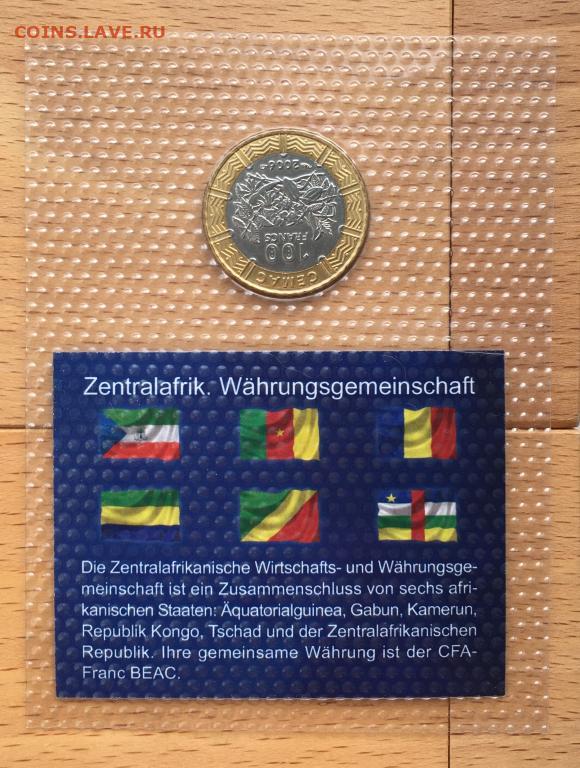 COINS.LAVE.RU
2006
100
FRANCS
CEMAC
Zentralafrik. Währungsgemeinschaft
Die Zentralafrikanische Wirtschafts- und Währungsge-
meinschaft ist ein Zusammenschluss von sechs afri-
kanischen Staaten: Äquatorialguinea, Gabun, Kamerun,
Republik Kongo, Tschad und der Zentralafrikanischen
Republik. Ihre gemeinsame Währung ist der CFA-
Franc BEAC.